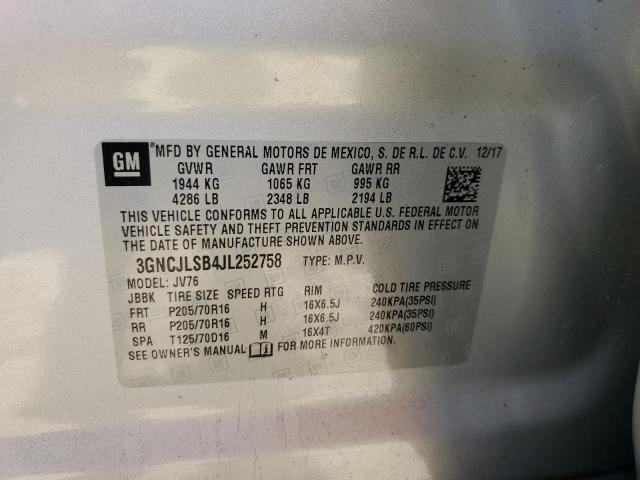 GM
MFD BY GENERAL MOTORS DE MEXICO, S. DE R.L. DE C.V. 12/17
GVWR GAWR FRT GAWR RR
1944 KG 1065 KG 995 KG
4286 LB 2348 LB 2194 LB
THIS VEHICLE CONFORMS TO ALL APPLICABLE U.S. FEDERAL MOTOR
VEHICLE SAFETY AND THEFT PREVENTION STANDARDS IN EFFECT ON
THE DATE OF MANUFACTURE SHOWN ABOVE.
3GNCJLSB4JL252758 TYPE: M.P.V.
MODEL: JV76
JBBK TIRE SIZE SPEED RTG RIM COLD TIRE PRESSURE
FRT P205/70R16 H 16X6.5J 240KPA(35PSI)
RR P205/70R16 H 16X6.5J 240KPA(35PSI)
SPA T125/70D16 M 16X4T 420KPA(60PSI)
SEE OWNER'S MANUAL FOR MORE INFORMATION.